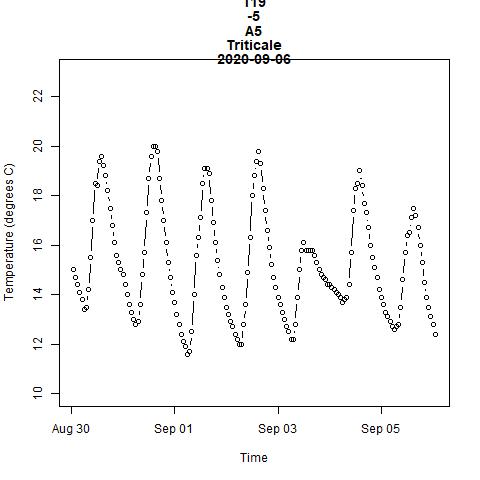 T19
-5
A5
Triticale
2020-09-06
Temperature (degrees C)
22
20
18
16
14
12
10
Aug 30
Sep 01
Sep 03
Sep 05
Time